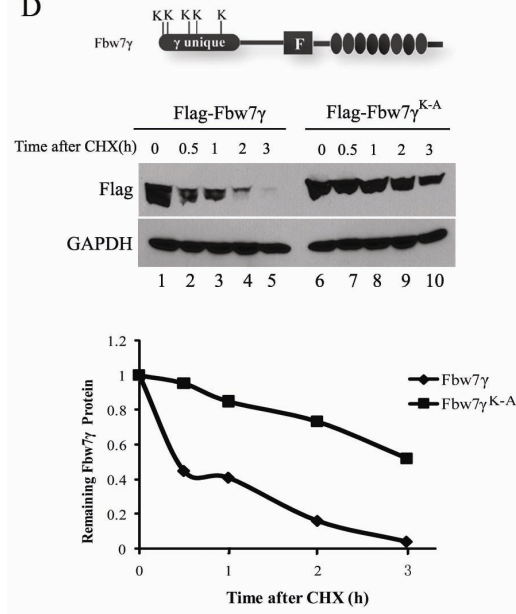 D
KK KK K
Fbw7γ γ unique F
Flag-Fbw7γ Flag-Fbw7γK-A
Time after CHX(h) 0 0.5 1 2 3 0 0.5 1 2 3
Flag
GAPDH
1 2 3 4 5 6 7 8 9 10
1.2
1
0.8
0.6
0.4
0.2
0
Remaining Fbw7γ Protein
Fbw7γ
Fbw7γK-A
0 1 2 3
Time after CHX (h)